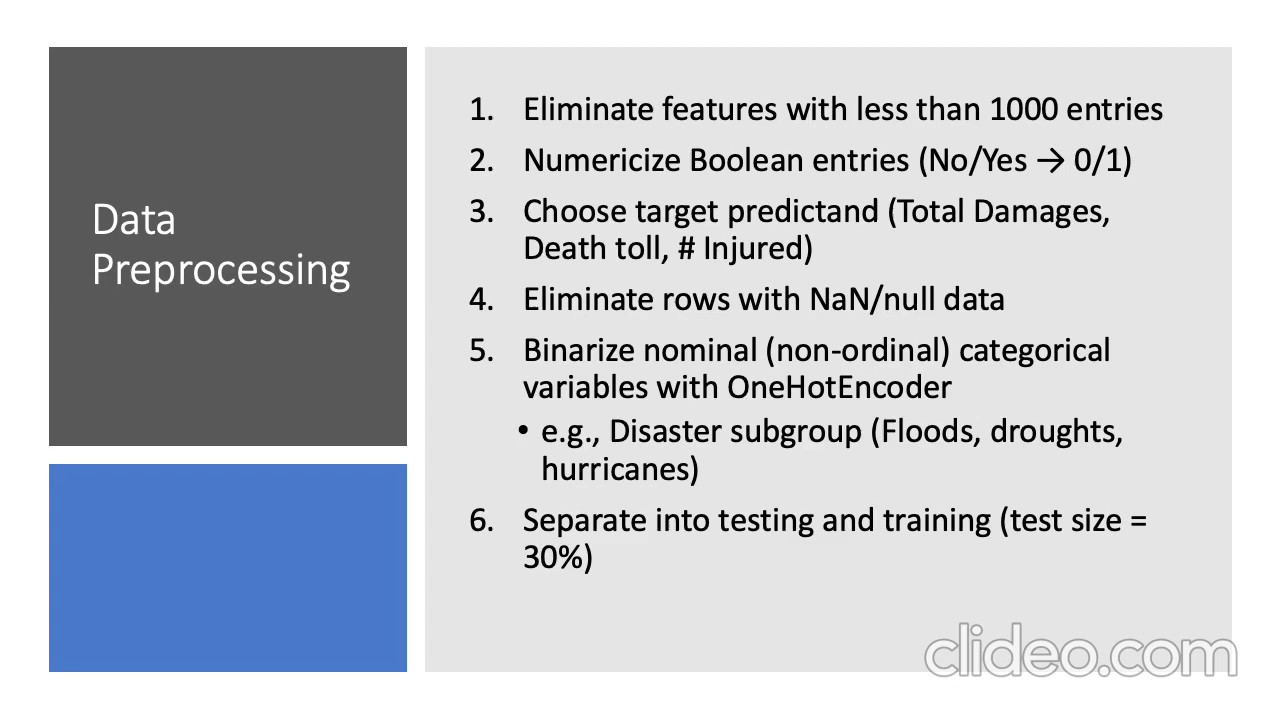 Data
Preprocessing
1. Eliminate features with less than 1000 entries
2. Numericize Boolean entries (No/Yes → 0/1)
3. Choose target predictand (Total Damages,
Death toll, # Injured)
4. Eliminate rows with NaN/null data
5. Binarize nominal (non-ordinal) categorical
variables with OneHotEncoder
• e.g., Disaster subgroup (Floods, droughts,
hurricanes)
6. Separate into testing and training (test size =
30%)
clideo.com